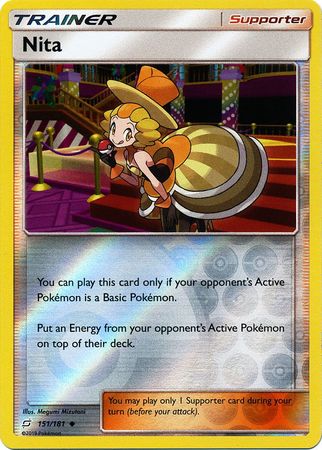 TRAINER
Supporter
Nita
You can play this card only if your opponent's Active
Pokémon is a Basic Pokémon.
Put an Energy from your opponent's Active Pokémon
on top of their deck.
Illus. Megumi Mizutani
151/181
©2019 Pokémon
You may play only 1 Supporter card during your
turn (before your attack).